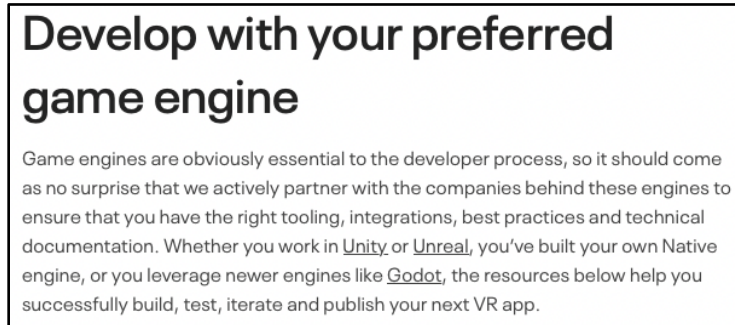 Develop with your preferred
game engine
Game engines are obviously essential to the developer process, so it should come
as no surprise that we actively partner with the companies behind these engines to
ensure that you have the right tooling, integrations, best practices and technical
documentation. Whether you work in Unity or Unreal, you’ve built your own Native
engine, or you leverage newer engines like Godot, the resources below help you
successfully build, test, iterate and publish your next VR app.